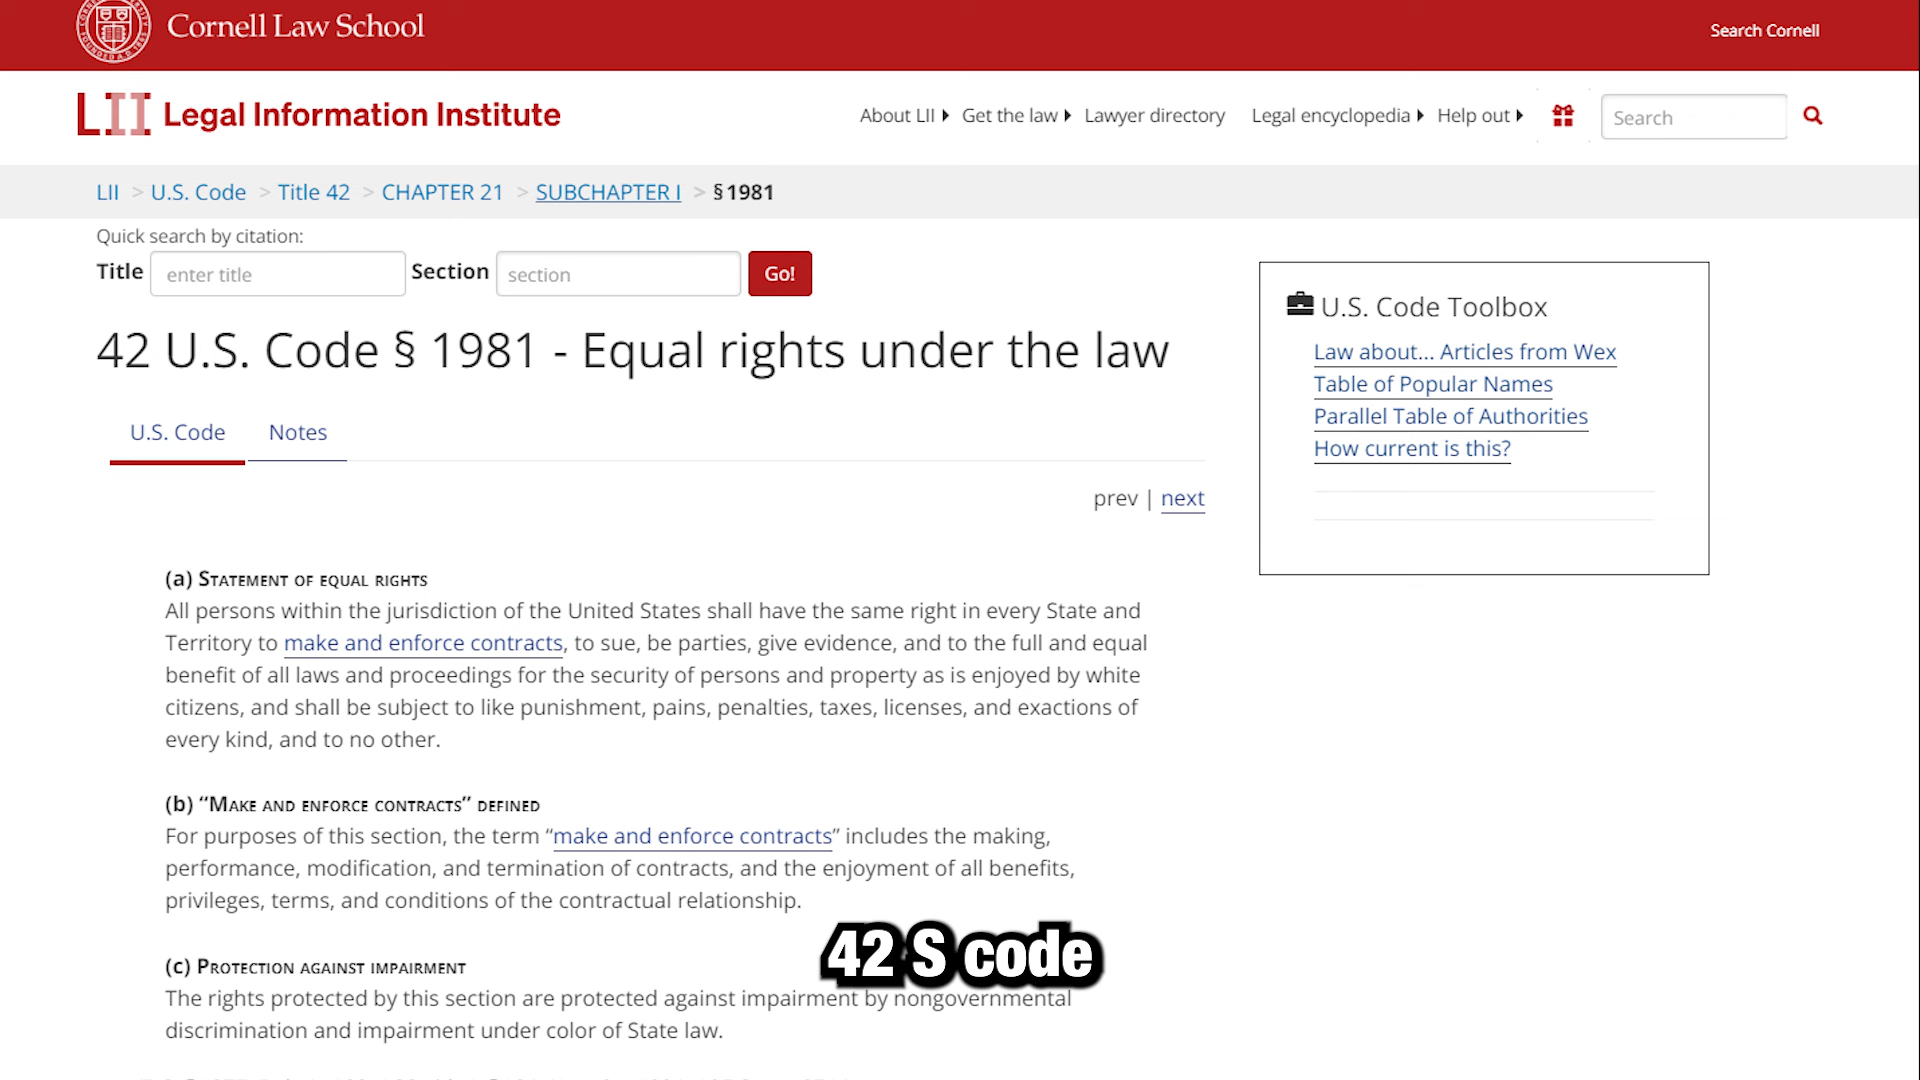 Cornell Law School
Search Cornell
LII Legal Information Institute
About LII Get the law Lawyer directory Legal encyclopedia Help out Search
LII > U.S. Code > Title 42 > CHAPTER 21 > SUBCHAPTER I > § 1981
Quick search by citation:
Title enter title Section section Go!
42 U.S. Code § 1981 - Equal rights under the law
U.S. Code Notes
prev | next
(a) STATEMENT OF EQUAL RIGHTS
All persons within the jurisdiction of the United States shall have the same right in every State and
Territory to make and enforce contracts, to sue, be parties, give evidence, and to the full and equal
benefit of all laws and proceedings for the security of persons and property as is enjoyed by white
citizens, and shall be subject to like punishment, pains, penalties, taxes, licenses, and exactions of
every kind, and to no other.
(b) “MAKE AND ENFORCE CONTRACTS” DEFINED
For purposes of this section, the term “make and enforce contracts” includes the making,
performance, modification, and termination of contracts, and the enjoyment of all benefits,
privileges, terms, and conditions of the contractual relationship.
(c) PROTECTION AGAINST IMPAIRMENT
The rights protected by this section are protected against impairment by nongovernmental
discrimination and impairment under color of State law.
U.S. Code Toolbox
Law about... Articles from Wex
Table of Popular Names
Parallel Table of Authorities
How current is this?
42 S code